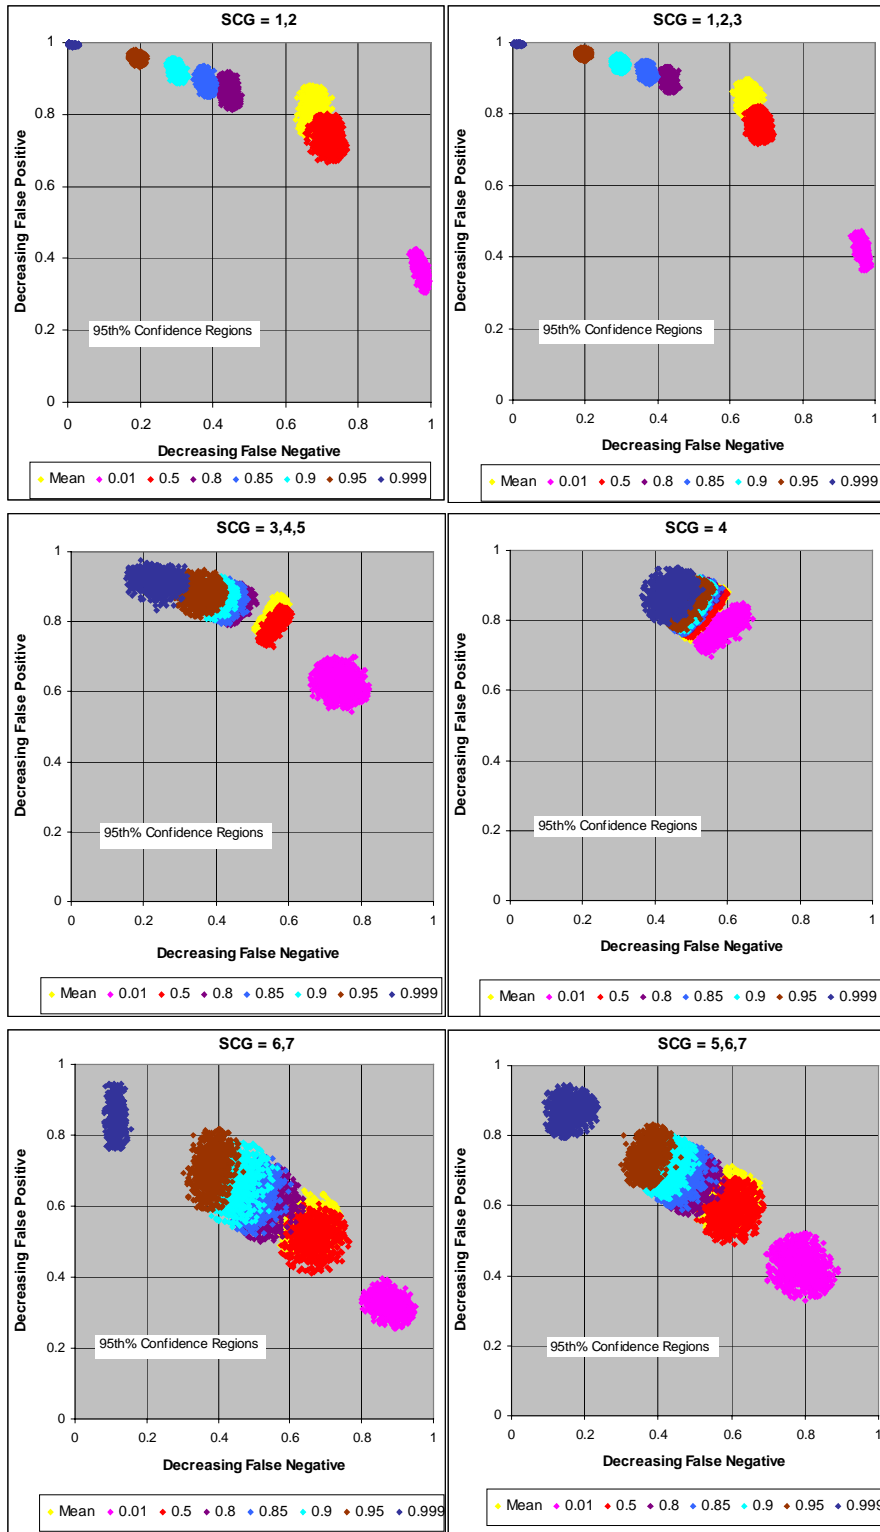 SCG = 1,2
Decreasing False Positive
1
0.8
0.6
0.4
0.2
0
95th% Confidence Regions
0 0.2 0.4 0.6 0.8 1
Decreasing False Negative
Mean 0.01 0.5 0.8 0.85 0.9 0.95 0.999
SCG = 1,2,3
Decreasing False Positive
1
0.8
0.6
0.4
0.2
0
95th% Confidence Regions
0 0.2 0.4 0.6 0.8 1
Decreasing False Negative
Mean 0.01 0.5 0.8 0.85 0.9 0.95 0.999
SCG = 3,4,5
Decreasing False Positive
1
0.8
0.6
0.4
0.2
0
95th% Confidence Regions
0 0.2 0.4 0.6 0.8 1
Decreasing False Negative
Mean 0.01 0.5 0.8 0.85 0.9 0.95 0.999
SCG = 4
Decreasing False Positive
1
0.8
0.6
0.4
0.2
0
95th% Confidence Regions
0 0.2 0.4 0.6 0.8 1
Decreasing False Negative
Mean 0.01 0.5 0.8 0.85 0.9 0.95 0.999
SCG = 6,7
Decreasing False Positive
1
0.8
0.6
0.4
0.2
0
95th% Confidence Regions
0 0.2 0.4 0.6 0.8 1
Decreasing False Negative
Mean 0.01 0.5 0.8 0.85 0.9 0.95 0.999
SCG = 5,6,7
Decreasing False Positive
1
0.8
0.6
0.4
0.2
0
95th% Confidence Regions
0 0.2 0.4 0.6 0.8 1
Decreasing False Negative
Mean 0.01 0.5 0.8 0.85 0.9 0.95 0.999